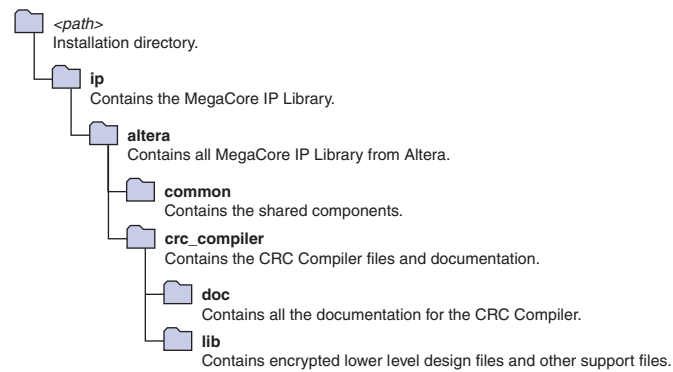 <path>
Installation directory.
ip
Contains the MegaCore IP Library.
altera
Contains all MegaCore IP Library from Altera.
common
Contains the shared components.
crc_compiler
Contains the CRC Compiler files and documentation.
doc
Contains all the documentation for the CRC Compiler.
lib
Contains encrypted lower level design files and other support files.